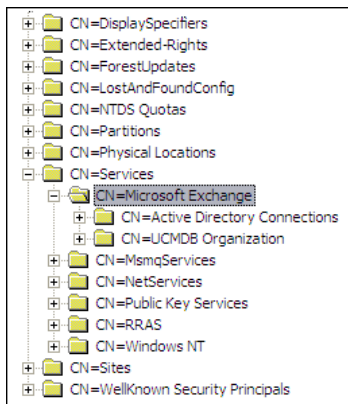 CN=DisplaySpecifiers
CN=Extended-Rights
CN=ForestUpdates
CN=LostAndFoundConfig
CN=NTDS Quotas
CN=Partitions
CN=Physical Locations
CN=Services
CN=Microsoft Exchange
CN=Active Directory Connections
CN=UCMDB Organization
CN=MsmqServices
CN=NetServices
CN=Public Key Services
CN=RRAS
CN=Windows NT
CN=Sites
CN=WellKnown Security Principals